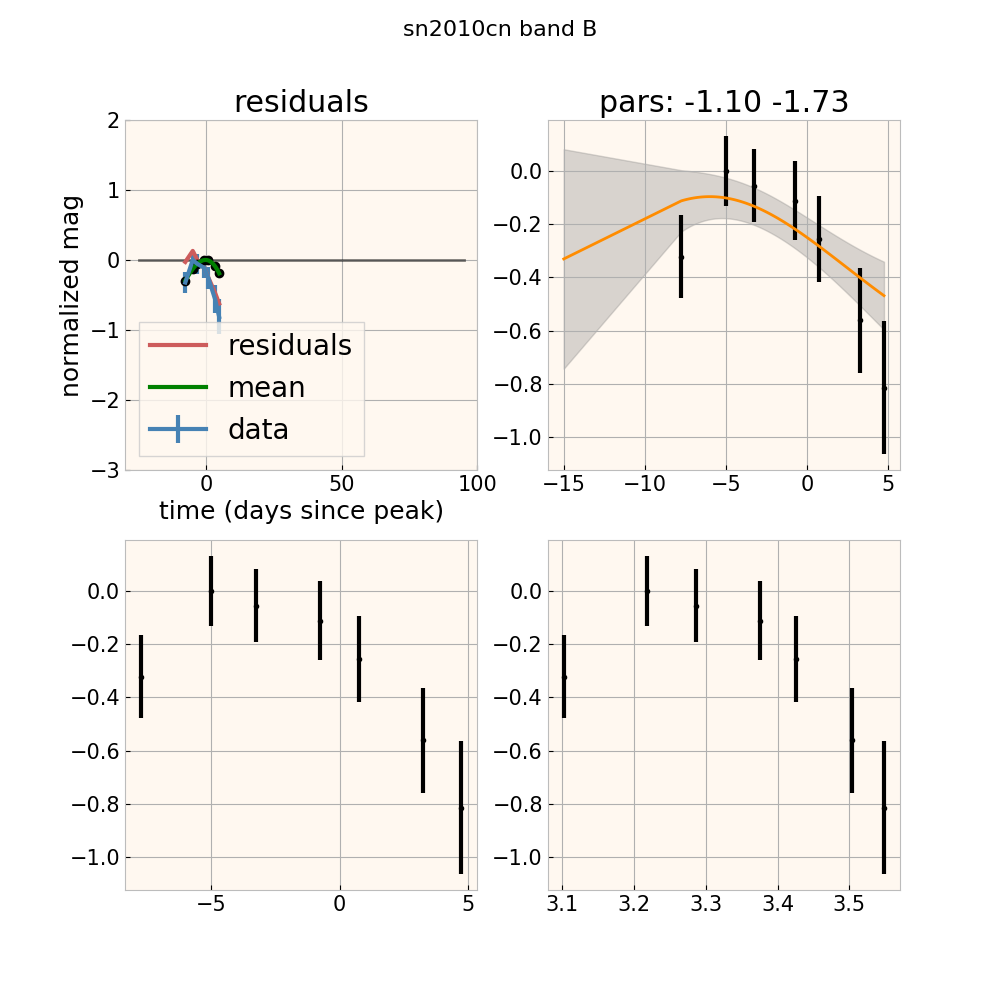 sn2010cn band B
residuals
pars: -1.10 -1.73
normalized mag
2
1
0
−1
−2
−3
residuals
mean
data
0 50 100
time (days since peak)
0.0
−0.2
−0.4
−0.6
−0.8
−1.0
−15 −10 −5 0 5
0.0
−0.2
−0.4
−0.6
−0.8
−1.0
−5 0 5
0.0
−0.2
−0.4
−0.6
−0.8
−1.0
3.1 3.2 3.3 3.4 3.5